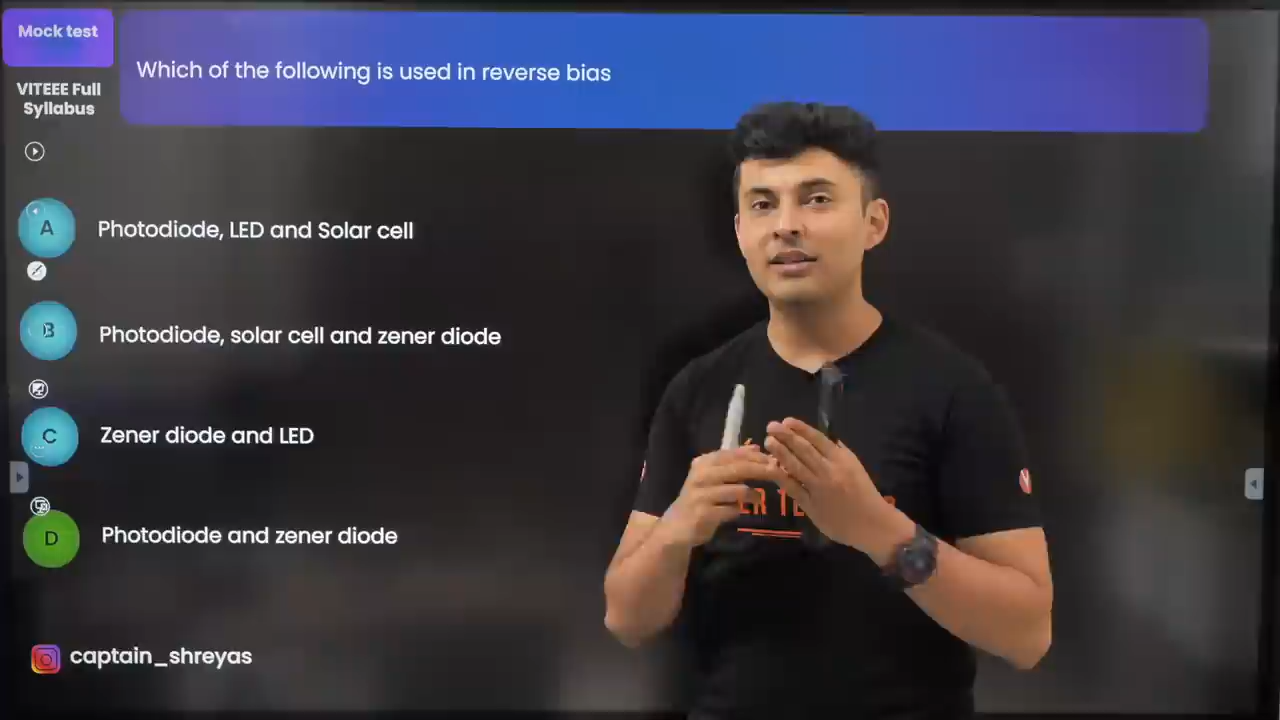 Mock test
Which of the following is used in reverse bias
VITEEE Full
Syllabus
A Photodiode, LED and Solar cell
B Photodiode, solar cell and zener diode
C Zener diode and LED
D Photodiode and zener diode
captain_shreyas